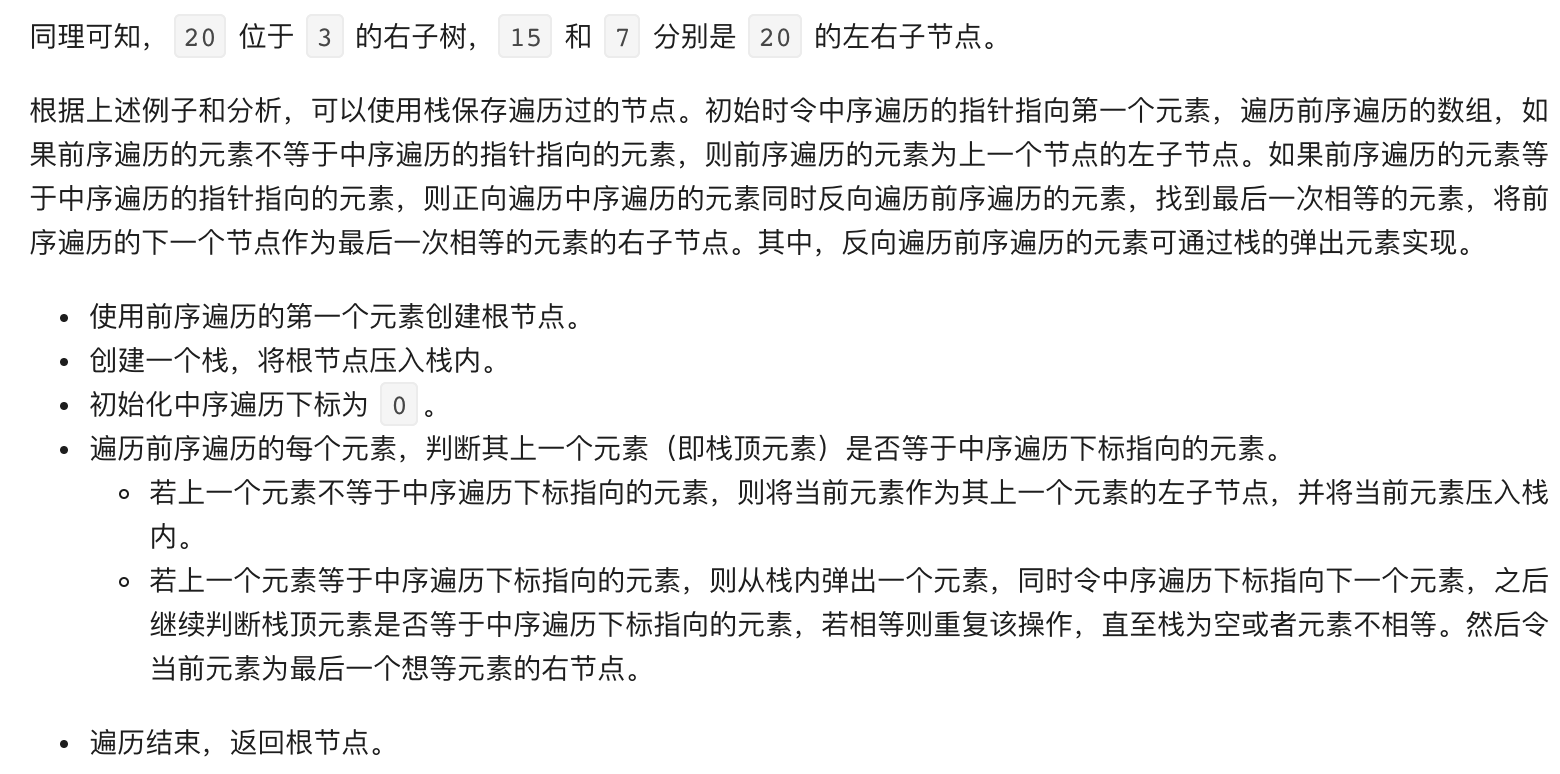 同理可知， 20 位于 3 的右子树， 15 和 7 分别是 20 的左右子节点。
根据上述例子和分析，可以使用栈保存遍历过的节点。初始时令中序遍历的指针指向第一个元素，遍历前序遍历的数组，如
果前序遍历的元素不等于中序遍历的指针指向的元素，则前序遍历的元素为上一个节点的左子节点。如果前序遍历的元素等
于中序遍历的指针指向的元素，则正向遍历中序遍历的元素同时反向遍历前序遍历的元素，找到最后一次相等的元素，将前
序遍历的下一个节点作为最后一次相等的元素的右子节点。其中，反向遍历前序遍历的元素可通过栈的弹出元素实现。
• 使用前序遍历的第一个元素创建根节点。
• 创建一个栈，将根节点压入栈内。
• 初始化中序遍历下标为 0 。
• 遍历前序遍历的每个元素，判断其上一个元素（即栈顶元素）是否等于中序遍历下标指向的元素。
◦ 若上一个元素不等于中序遍历下标指向的元素，则将当前元素作为其上一个元素的左子节点，并将当前元素压入栈
内。
◦ 若上一个元素等于中序遍历下标指向的元素，则从栈内弹出一个元素，同时令中序遍历下标指向下一个元素，之后
继续判断栈顶元素是否等于中序遍历下标指向的元素，若相等则重复该操作，直至栈为空或者元素不相等。然后令
当前元素为最后一个想等元素的右节点。
• 遍历结束，返回根节点。